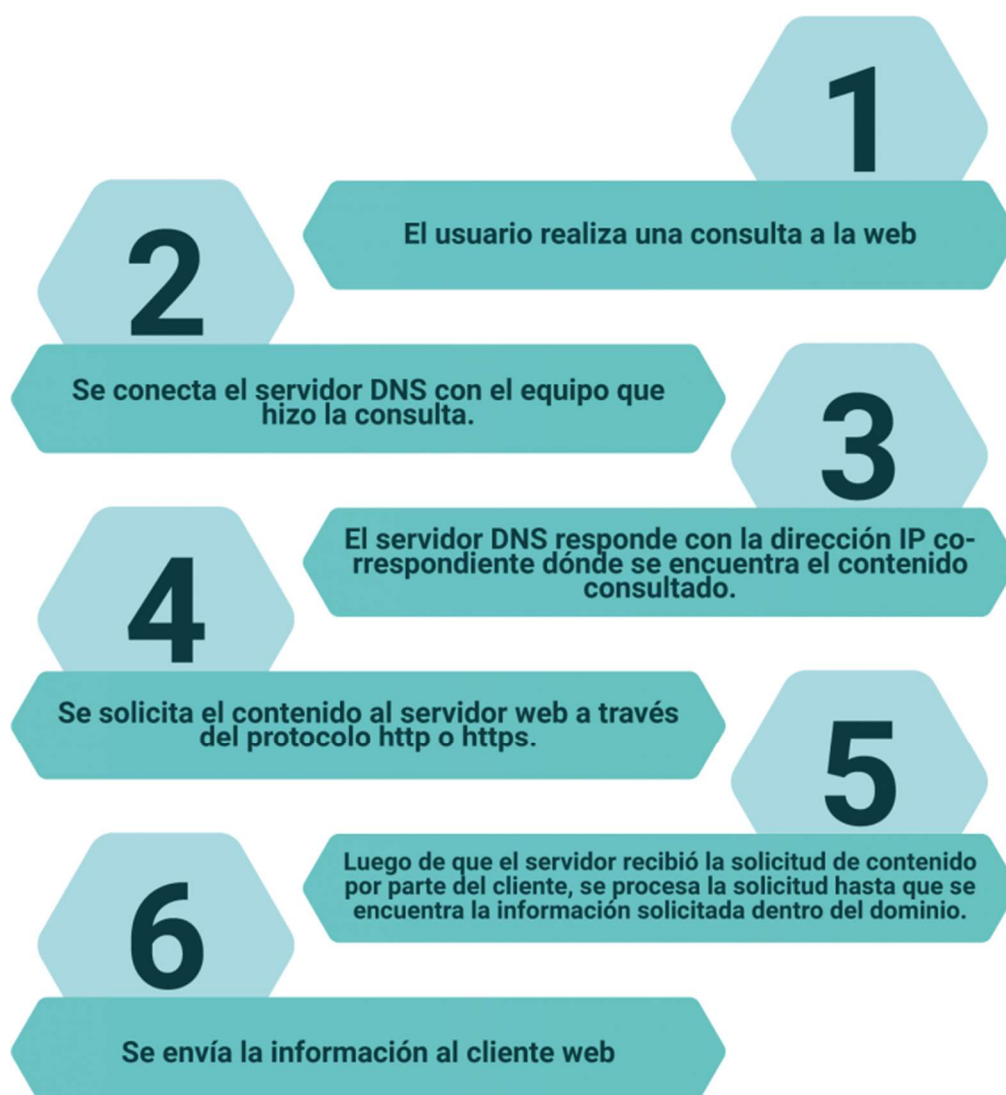 1
El usuario realiza una consulta a la web
2
Se conecta el servidor DNS con el equipo que
hizo la consulta.
3
El servidor DNS responde con la dirección IP co-
rrespondiente dónde se encuentra el contenido
consultado.
4
Se solicita el contenido al servidor web a través
del protocolo http o https.
5
Luego de que el servidor recibió la solicitud de contenido
por parte del cliente, se procesa la solicitud hasta que se
encuentra la información solicitada dentro del dominio.
6
Se envía la información al cliente web